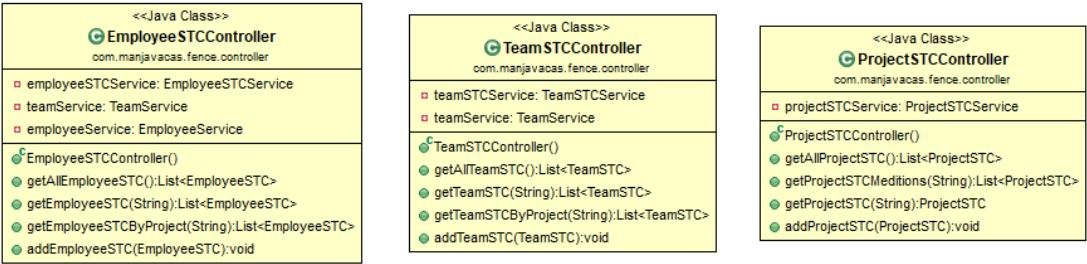 <<Java Class>>
EmployeeSTCController
com.manjavacas.fence.controller
employeeSTCService: EmployeeSTCService
teamService: TeamService
employeeService: EmployeeService
EmployeeSTCController()
getAllEmployeeSTC():List<EmployeeSTC>
getEmployeeSTC(String):List<EmployeeSTC>
getEmployeeSTCByProject(String):List<EmployeeSTC>
addEmployeeSTC(EmployeeSTC):void
<<Java Class>>
TeamSTCController
com.manjavacas.fence.controller
teamSTCService: TeamSTCService
teamService: TeamService
TeamSTCController()
getAllTeamSTC():List<TeamSTC>
getTeamSTC(String):List<TeamSTC>
getTeamSTCByProject(String):List<TeamSTC>
addTeamSTC(TeamSTC):void
<<Java Class>>
ProjectSTCController
com.manjavacas.fence.controller
projectSTCService: ProjectSTCService
ProjectSTCController()
getAllProjectSTC():List<ProjectSTC>
getProjectSTCMeditions(String):List<ProjectSTC>
getProjectSTC(String):ProjectSTC
addProjectSTC(ProjectSTC):void